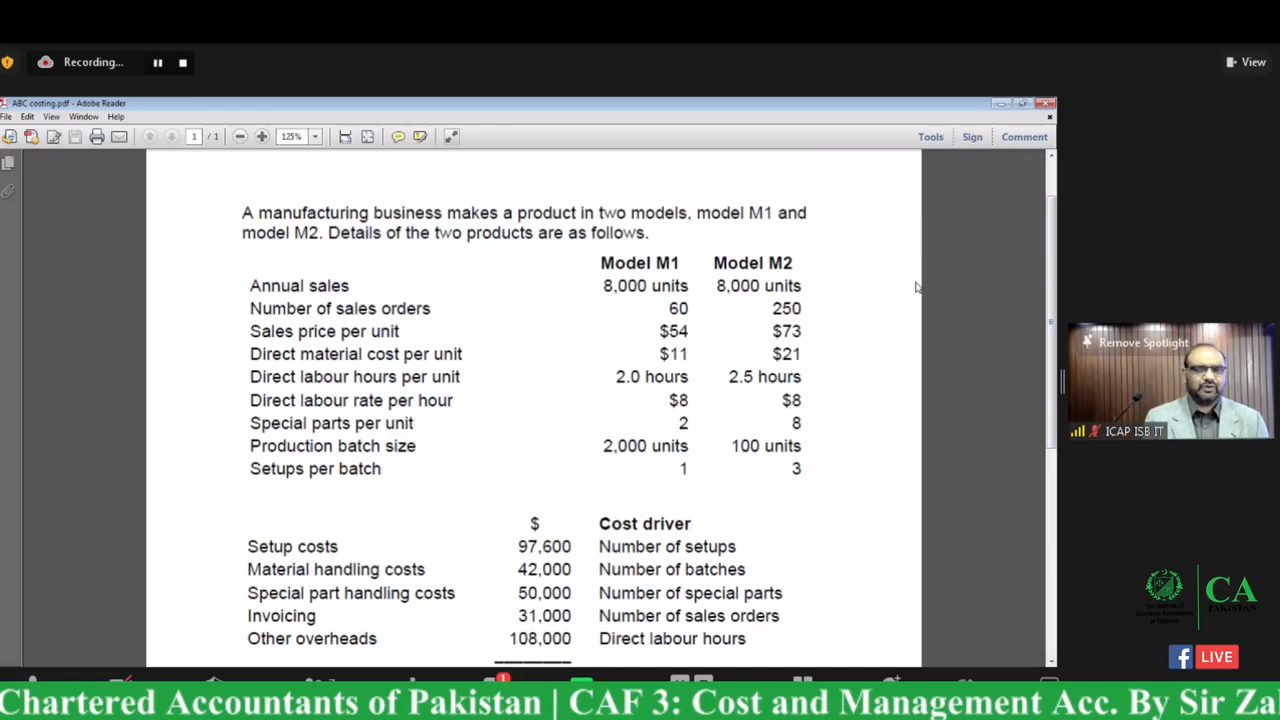 Recording...
View
ABC costing.pdf - Adobe Reader
File Edit View Window Help
1 / 1 125% Tools Sign Comment
A manufacturing business makes a product in two models, model M1 and
model M2. Details of the two products are as follows.
Model M1 Model M2
Annual sales 8,000 units 8,000 units
Number of sales orders 60 250
Sales price per unit $54 $73
Direct material cost per unit $11 $21
Direct labour hours per unit 2.0 hours 2.5 hours
Direct labour rate per hour $8 $8
Special parts per unit 2 8
Production batch size 2,000 units 100 units
Setups per batch 1 3
$ Cost driver
Setup costs 97,600 Number of setups
Material handling costs 42,000 Number of batches
Special part handling costs 50,000 Number of special parts
Invoicing 31,000 Number of sales orders
Other overheads 108,000 Direct labour hours
Remove Spotlight
ICAP ISB IT
CA
PAKISTAN
f LIVE
1
Chartered Accountants of Pakistan | CAF 3: Cost and Management Acc. By Sir Za